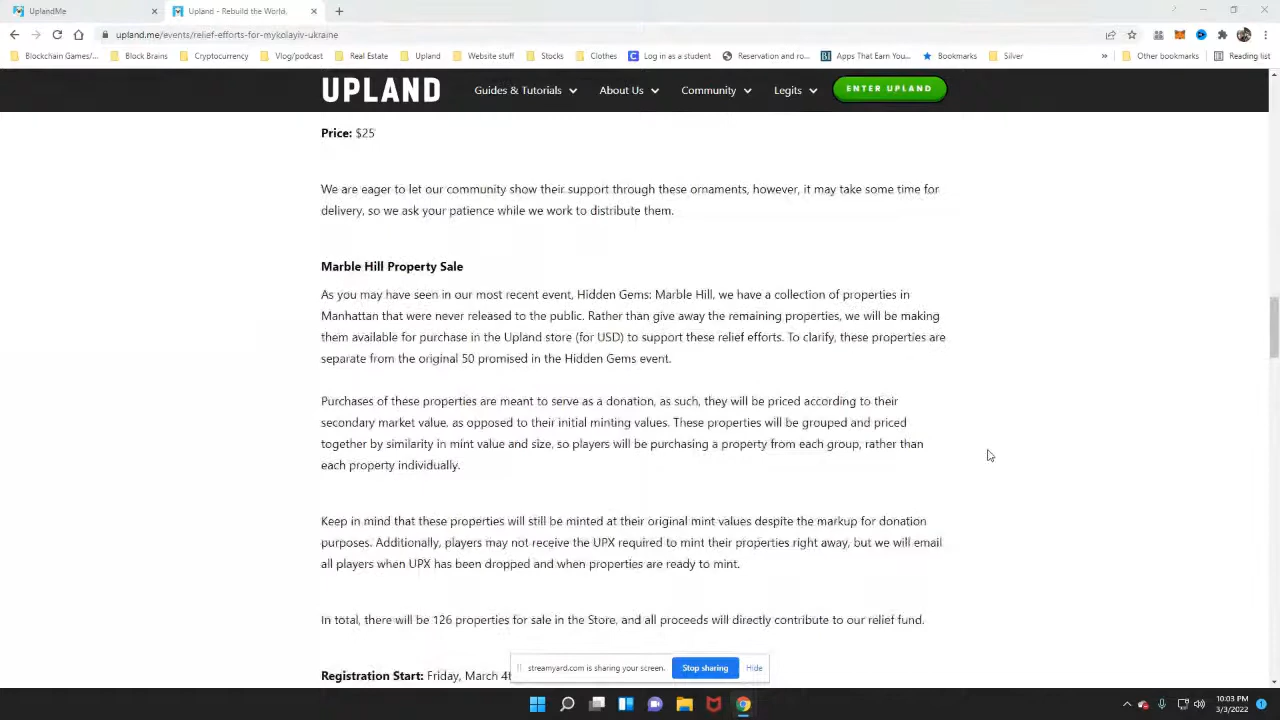 UplandMe
Upland - Rebuild the World,
upland.me/events/relief-efforts-for-mykolayiv-ukraine
Blockchain Games/... Block Brains Cryptocurrency Vlog/podcast Real Estate Upland Website stuff Stocks Clothes Log in as a student Reservation and ro... Apps That Earn You... Bookmarks Silver » Other bookmarks Reading list
UPLAND Guides & Tutorials About Us Community Legits ENTER UPLAND
Price: $25
We are eager to let our community show their support through these ornaments, however, it may take some time for
delivery, so we ask your patience while we work to distribute them.
Marble Hill Property Sale
As you may have seen in our most recent event, Hidden Gems: Marble Hill, we have a collection of properties in
Manhattan that were never released to the public. Rather than give away the remaining properties, we will be making
them available for purchase in the Upland store (for USD) to support these relief efforts. To clarify, these properties are
separate from the original 50 promised in the Hidden Gems event.
Purchases of these properties are meant to serve as a donation, as such, they will be priced according to their
secondary market value, as opposed to their initial minting values. These properties will be grouped and priced
together by similarity in mint value and size, so players will be purchasing a property from each group, rather than
each property individually.
Keep in mind that these properties will still be minted at their original mint values despite the markup for donation
purposes. Additionally, players may not receive the UPX required to mint their properties right away, but we will email
all players when UPX has been dropped and when properties are ready to mint.
In total, there will be 126 properties for sale in the Store, and all proceeds will directly contribute to our relief fund.
Registration Start: Friday, March 4t
streamyard.com is sharing your screen. Stop sharing Hide
10:03 PM
3/3/2022